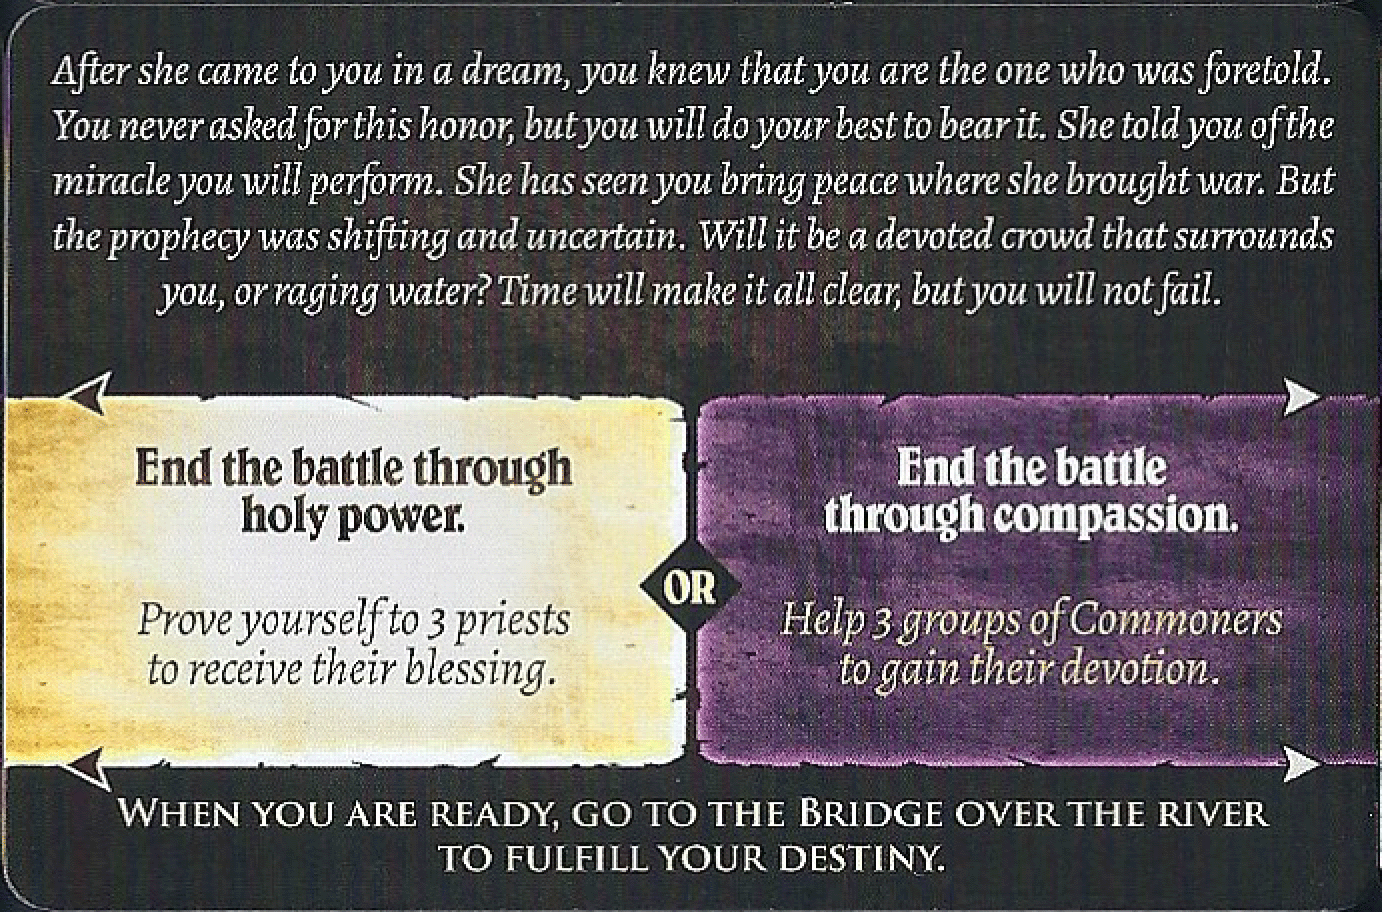 After she came to you in a dream, you knew that you are the one who was foretold.
You never asked for this honor, but you will do your best to bear it. She told you of the
miracle you will perform. She has seen you bring peace where she brought war. But
the prophecy was shifting and uncertain. Will it be a devoted crowd that surrounds
you, or raging water? Time will make it all clear, but you will not fail.
End the battle through
holy power.
Prove yourself to 3 priests
to receive their blessing.
OR
End the battle
through compassion.
Help 3 groups of Commoners
to gain their devotion.
When you are ready, go to the Bridge over the river
to fulfill your destiny.